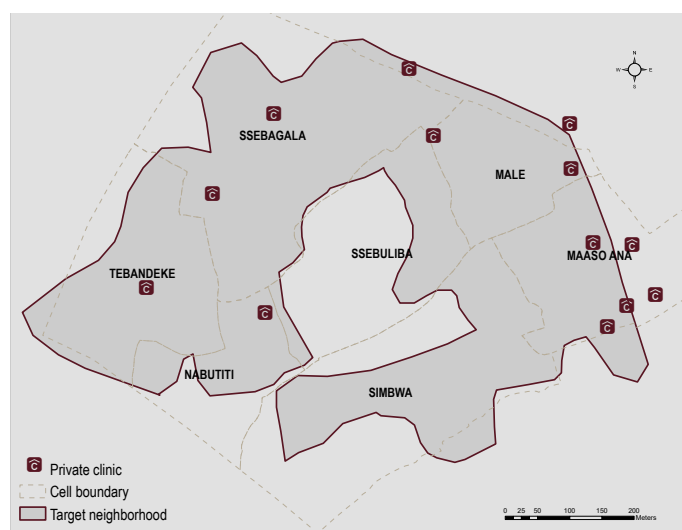 N
W E
S
C
C
C
SSEBAGALA
C
MALE
C
C
C
C
SSEBULIBA
MAASO ANA
TEBANDEKE
C
C
C
C
C
NABUTITI
SIMBWA
C Private clinic
Cell boundary
Target neighborhood
0 25 50 100 150 200
Meters